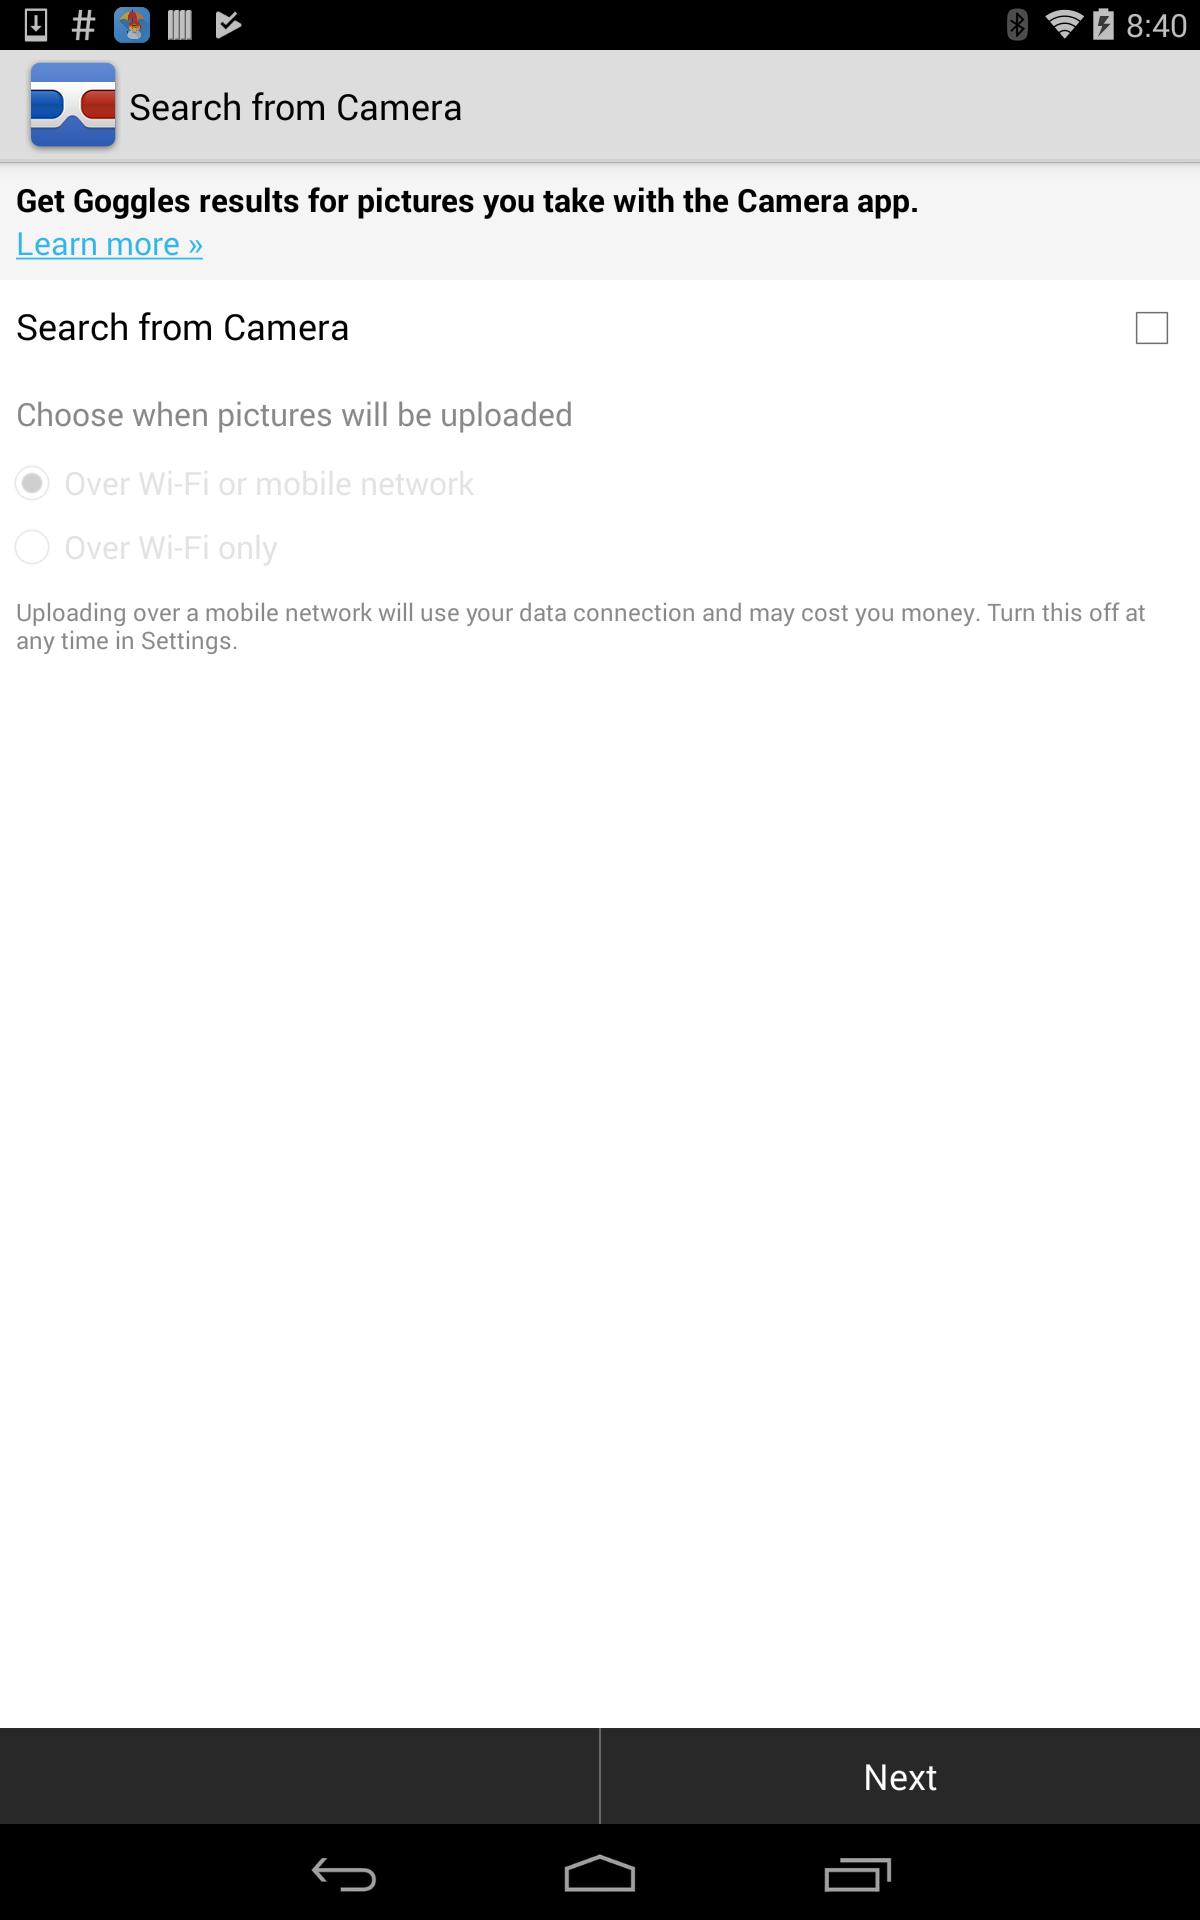 8:40
Search from Camera
Get Goggles results for pictures you take with the Camera app.
Learn more »
Search from Camera
Choose when pictures will be uploaded
Over Wi-Fi or mobile network
Over Wi-Fi only
Uploading over a mobile network will use your data connection and may cost you money. Turn this off at
any time in Settings.
Next